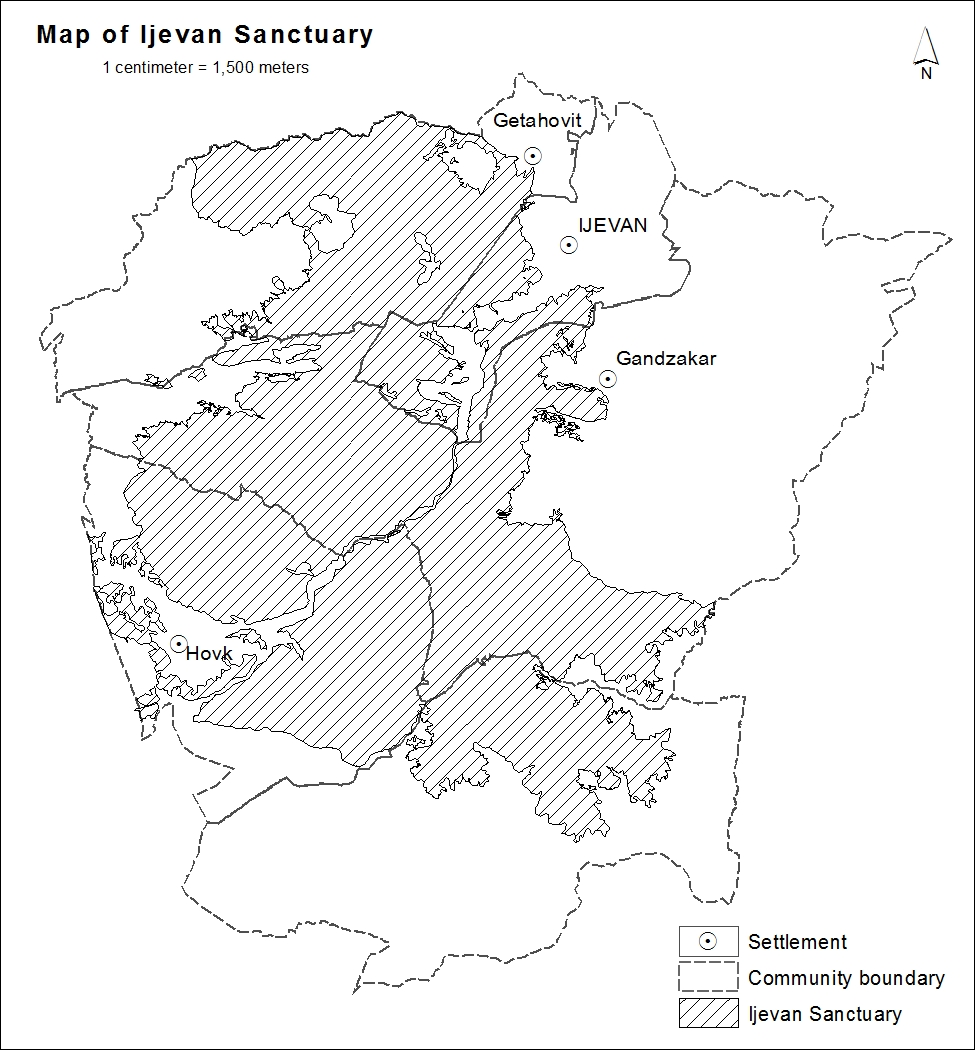 Map of Ijevan Sanctuary
1 centimeter = 1,500 meters
N
Getahovit
IJEVAN
Gandzakar
Hovk
Settlement
Community boundary
Ijevan Sanctuary